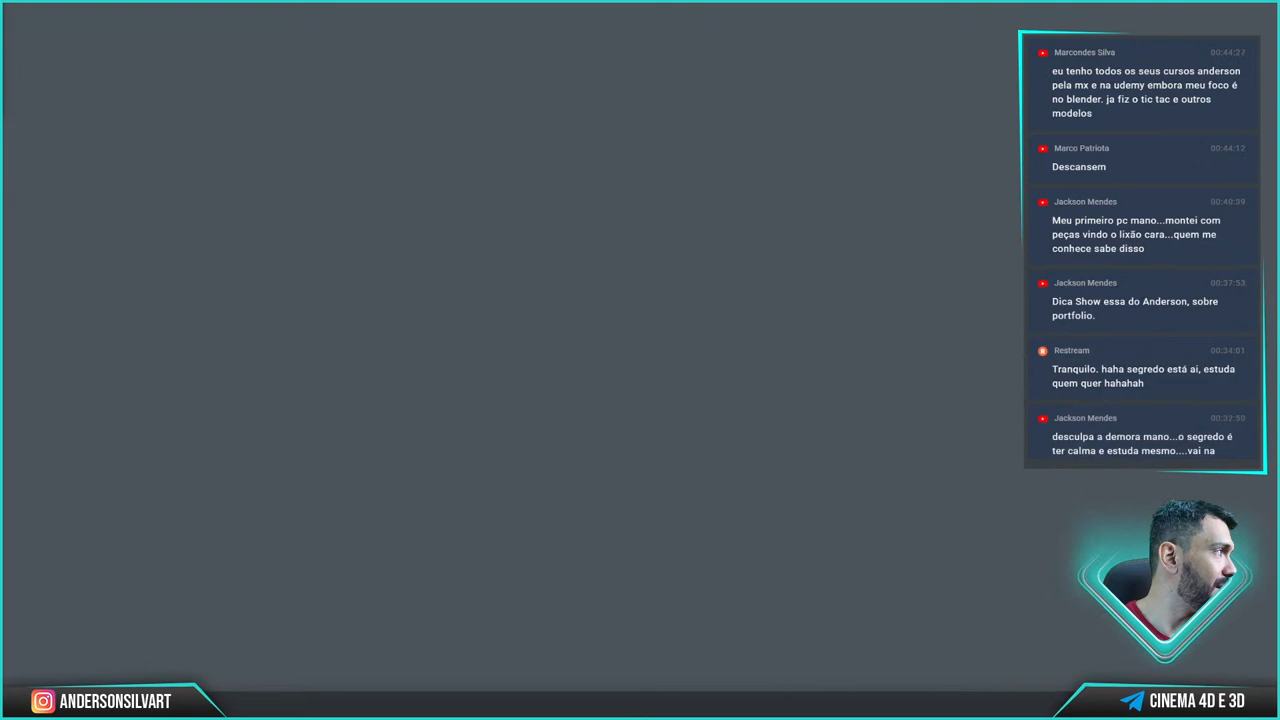 Marcondes Silva 00:44:27
eu tenho todos os seus cursos anderson
pela mx e na udemy embora meu foco é
no blender. ja fiz o tic tac e outros
modelos
Marco Patriota 00:44:12
Descansem
Jackson Mendes 00:40:39
Meu primeiro pc mano...montei com
peças vindo o lixão cara...quem me
conhece sabe disso
Jackson Mendes 00:37:53
Dica Show essa do Anderson, sobre
portfolio.
Restream 00:34:01
Tranquilo. haha segredo está ai, estuda
quem quer hahahah
Jackson Mendes 00:32:50
desculpa a demora mano...o segredo é
ter calma e estuda mesmo....vai na
ANDERSONSILVART
CINEMA 4D E 3D